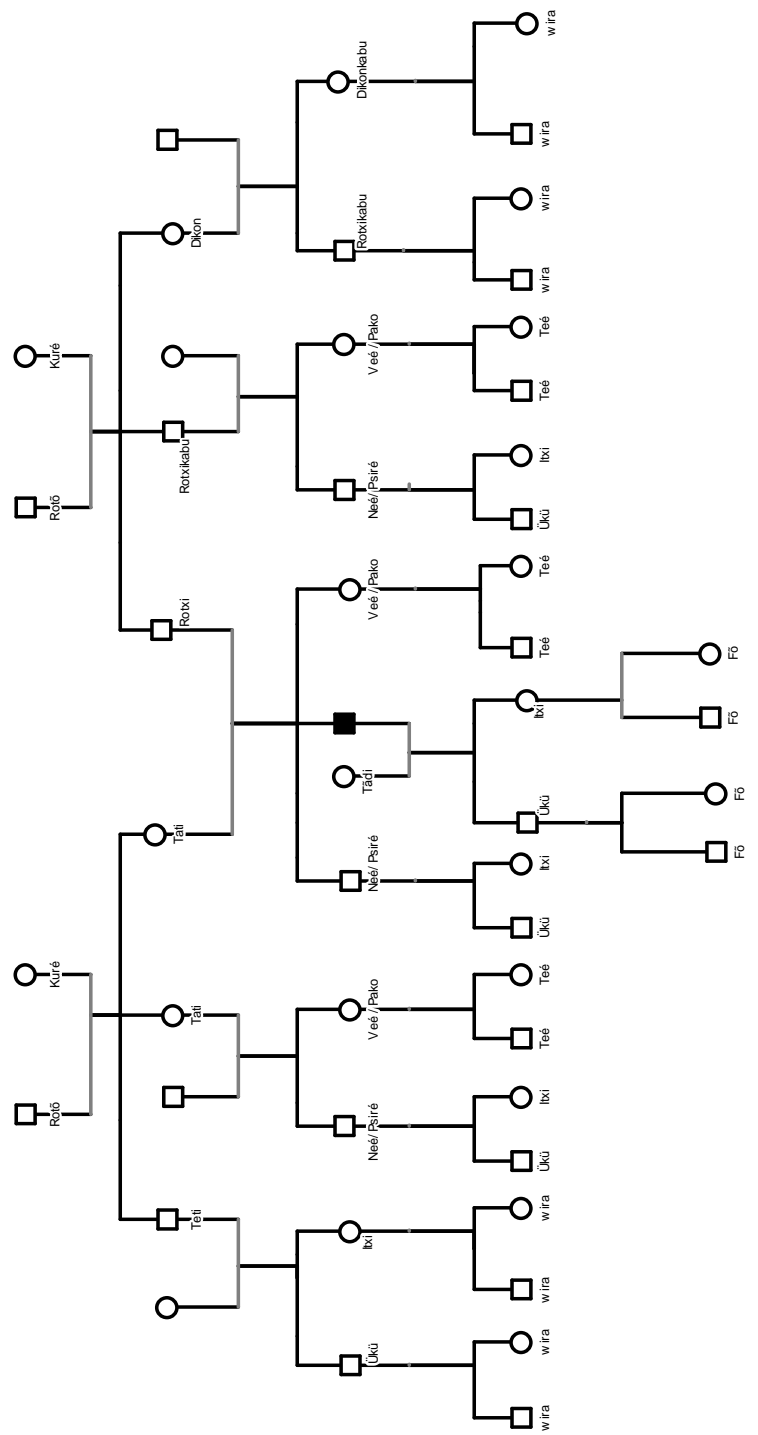 Rotõ
Kuré
Rotõ
Kuré
Teti
Tati
Tati
Rotxi
Rotxikabu
Dikon
Ükü
Itxi
Neé/Psiré
Veé/Pako
Neé/Psiré
Tãdi
Veé/Pako
Neé/Psiré
Veé/Pako
Rotxikabu
Dikonkabu
wira
wira
wira
wira
Ükü
Itxi
Teé
Teé
Ükü
Itxi
Ükü
Itxi
Teé
Teé
Ükü
Itxi
Teé
Teé
wira
wira
wira
wira
Fõ
Fõ
Fõ
Fõ